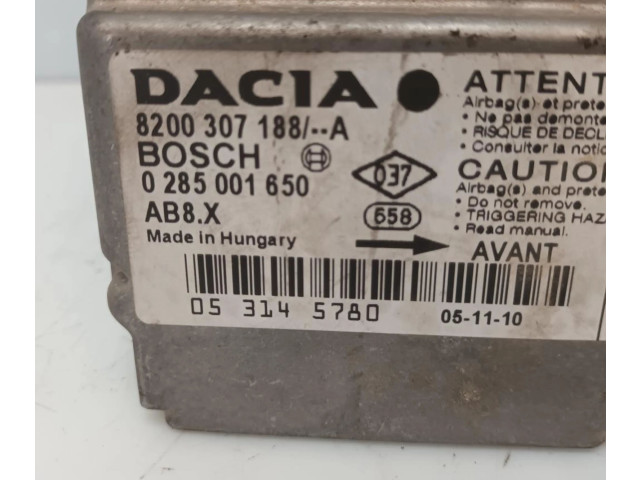 DACIA
8200 307 188/--A
BOSCH
0 285 001 650
AB8.X
Made in Hungary
037
658
AVANT
ATTENT
Airbag(s) et prete
• Ne pas demonte
• RISQUE DE DECL
• Consulter la notic
CAUTION
Airbag(s) and prete
• Do not remove.
• TRIGGERING HAZ
• Read manual.
05 314 5780
05-11-10